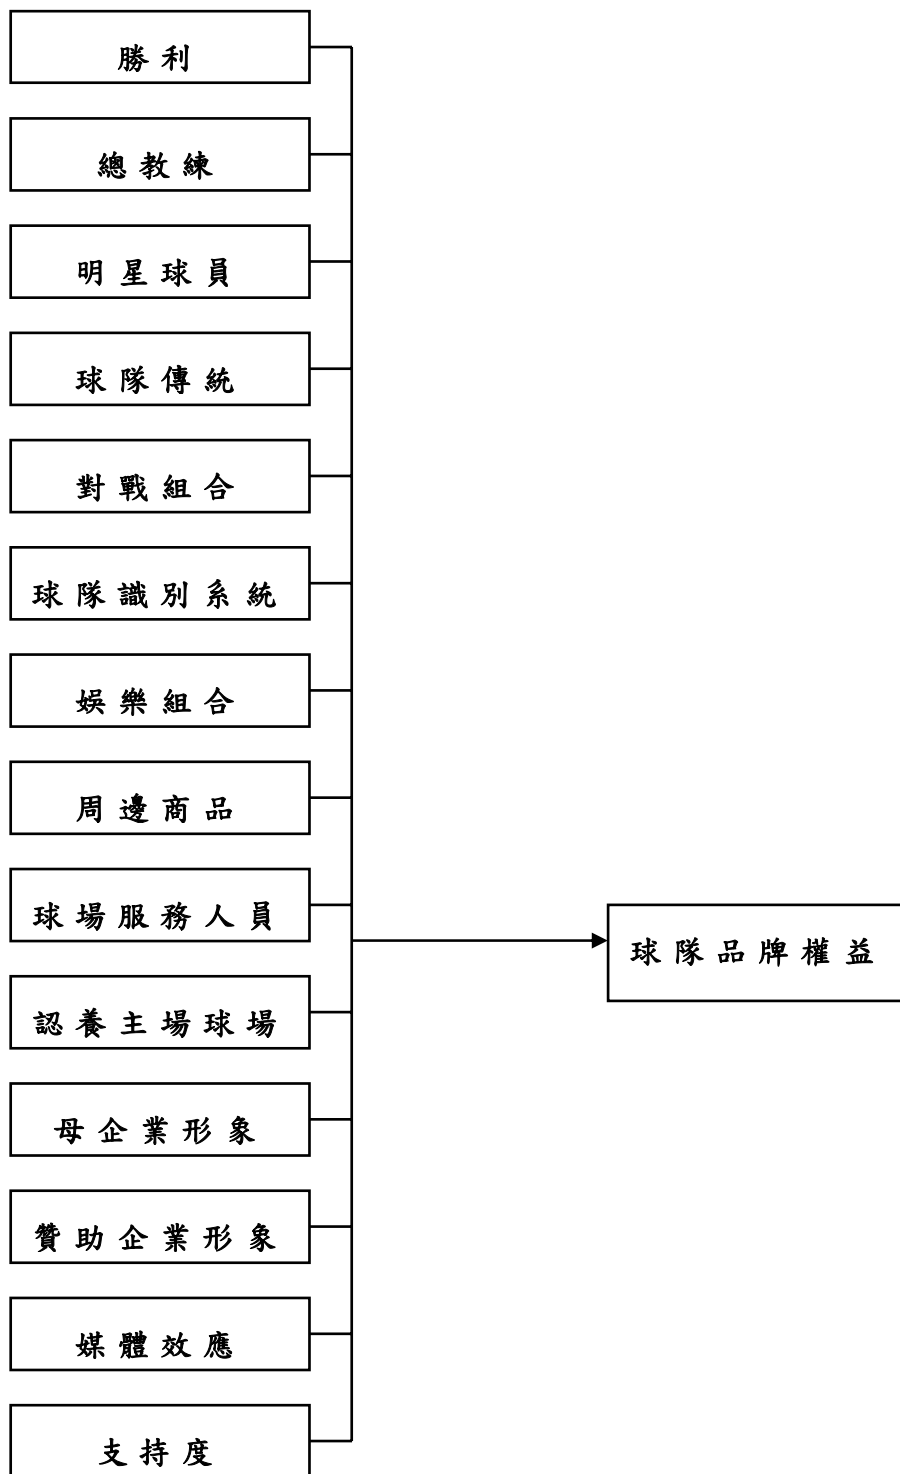 勝利
總教練
明星球員
球隊傳統
對戰組合
球隊識別系統
娛樂組合
周邊商品
球場服務人員
球隊品牌權益
認養主場球場
母企業形象
贊助企業形象
媒體效應
支持度